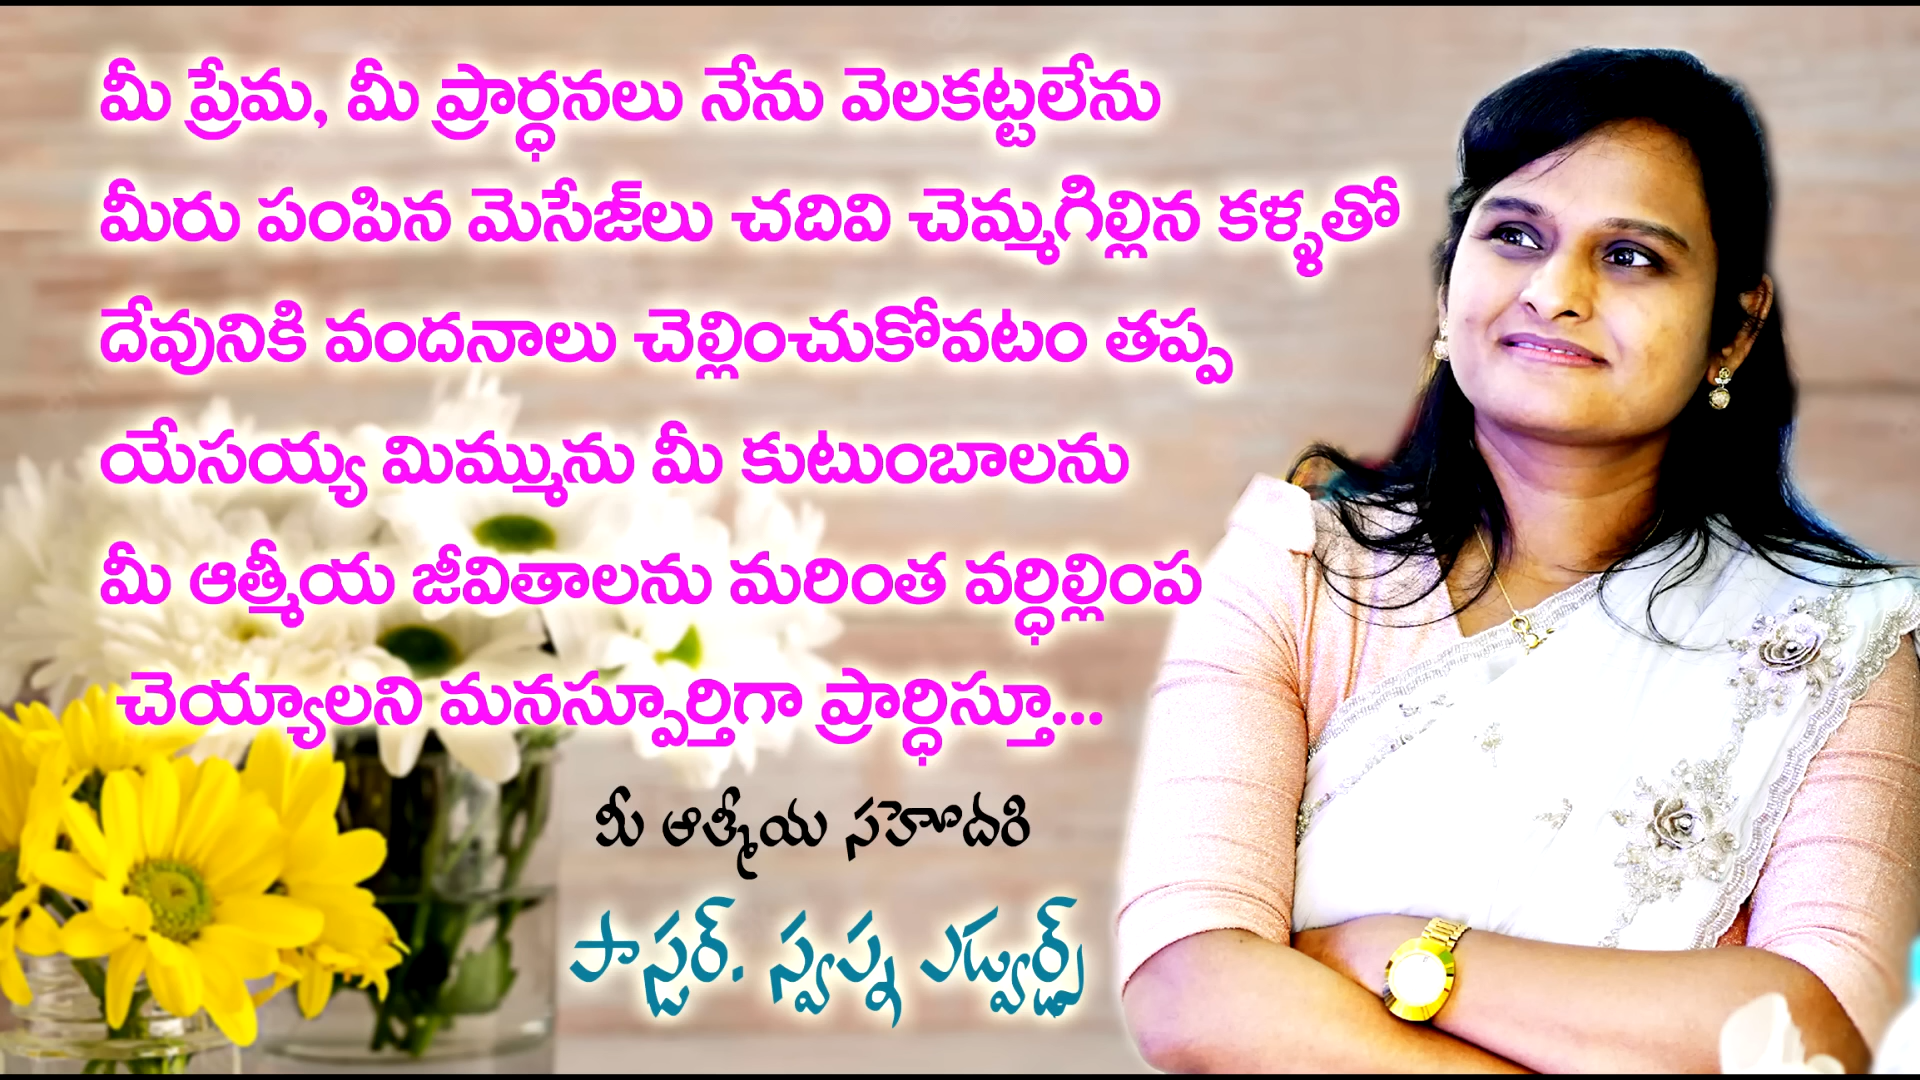 మీ ప్రేమ, మీ ప్రార్ధనలు నేను వెలకట్టలేను
మీరు పంపిన మెసేజ్‌లు చదివి చెమ్మగిల్లిన కళ్ళతో
దేవునికి వందనాలు చెల్లించుకోవటం తప్ప
యేసయ్య మిమ్మును మీ కుటుంబాలను
మీ ఆత్మీయ జీవితాలను మరింత వర్ధిల్లింప
చెయ్యాలని మనస్పూర్తిగా ప్రార్ధిస్తూ...
మీ ఆత్మీయ సహొదరి
పాస్టర్. స్వప్న ఎడ్వర్డ్స్